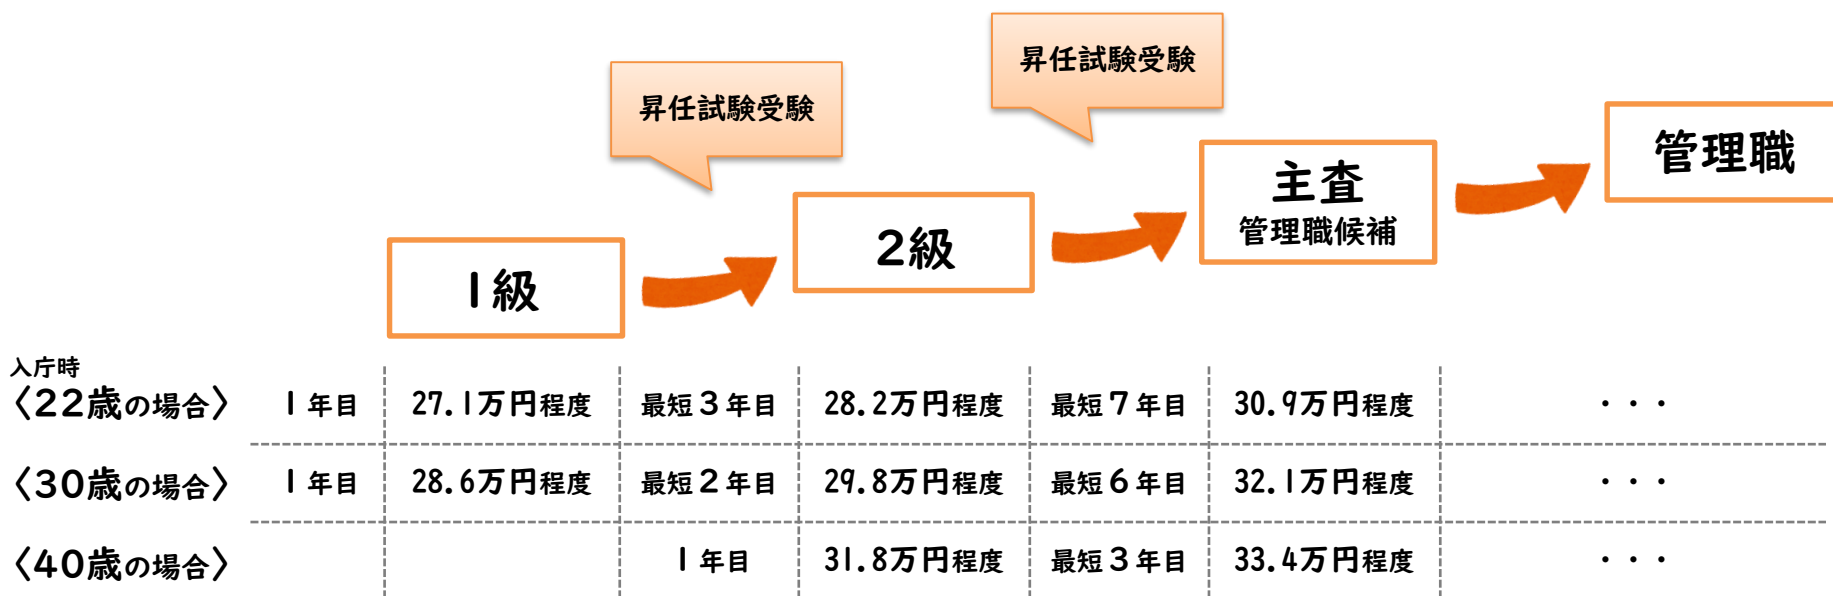 昇任試験受験
昇任試験受験
管理職
主査
管理職候補
2級
1級
入庁時
〈22歳の場合〉 1年目 27.1万円程度 最短3年目 28.2万円程度 最短7年目 30.9万円程度 ・・・
〈30歳の場合〉 1年目 28.6万円程度 最短2年目 29.8万円程度 最短6年目 32.1万円程度 ・・・
〈40歳の場合〉 1年目 31.8万円程度 最短3年目 33.4万円程度 ・・・